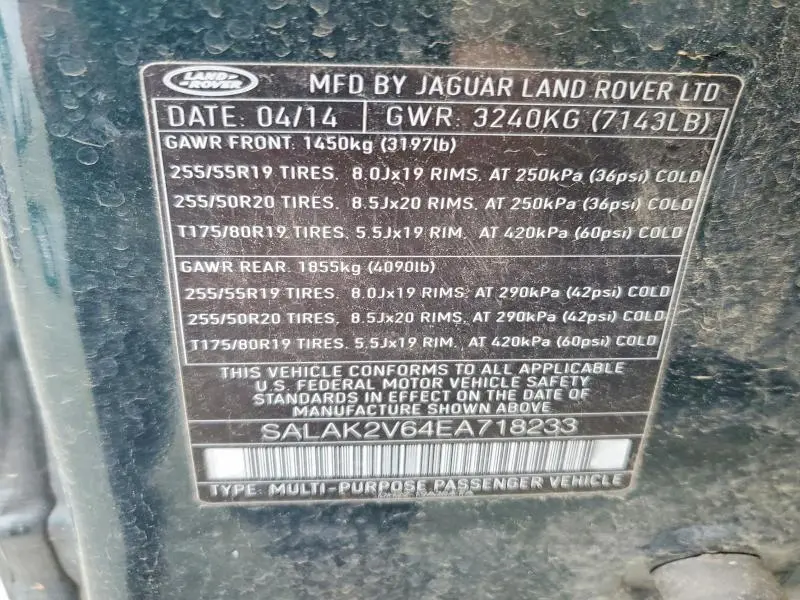 LAND ROVER MFD BY JAGUAR LAND ROVER LTD
DATE: 04/14 GWR: 3240KG (7143LB)
GAWR FRONT. 1450kg (3197lb)
255/55R19 TIRES. 8.0Jx19 RIMS. AT 250kPa (36psi) COLD
255/50R20 TIRES. 8.5Jx20 RIMS. AT 250kPa (36psi) COLD
T175/80R19 TIRES. 5.5Jx19 RIM. AT 420kPa (60psi) COLD
GAWR REAR. 1855kg (4090lb)
255/55R19 TIRES. 8.0Jx19 RIMS. AT 290kPa (42psi) COLD
255/50R20 TIRES. 8.5Jx20 RIMS. AT 290kPa (42psi) COLD
T175/80R19 TIRES. 5.5Jx19 RIM. AT 420kPa (60psi) COLD
THIS VEHICLE CONFORMS TO ALL APPLICABLE
U.S. FEDERAL MOTOR VEHICLE SAFETY
STANDARDS IN EFFECT ON THE DATE OF
MANUFACTURE SHOWN ABOVE.
SALAK2V64EA718233
TYPE: MULTI-PURPOSE PASSENGER VEHICLE